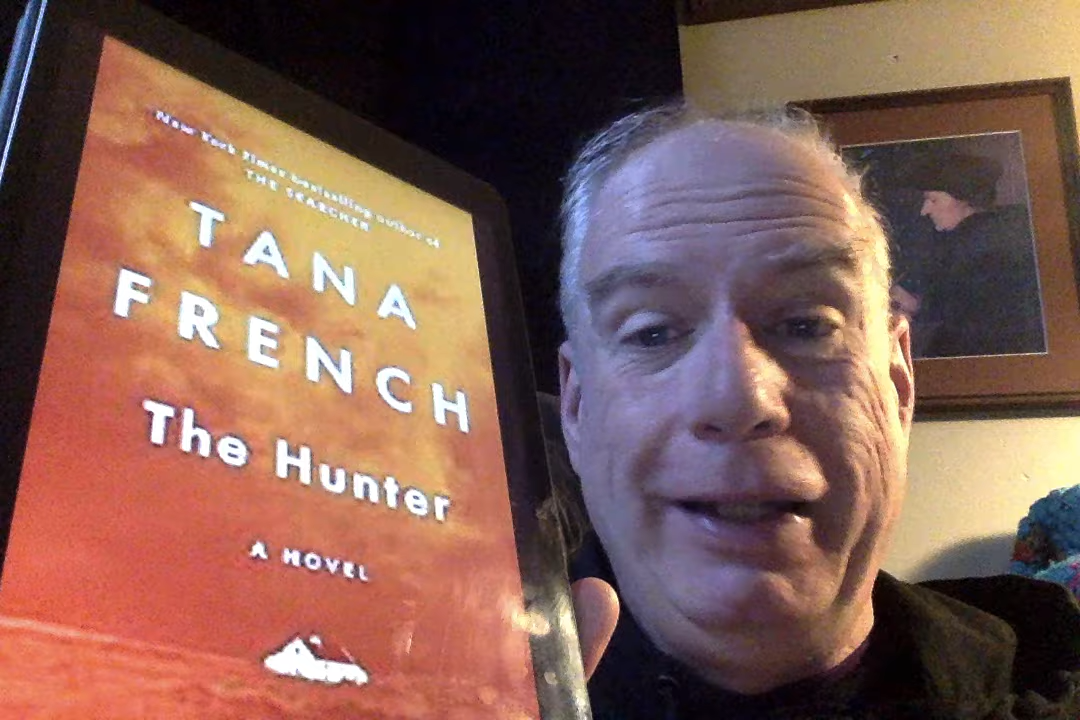 New York Times bestselling author of
THE SEARCHER
TANA
FRENCH
The Hunter
A NOVEL